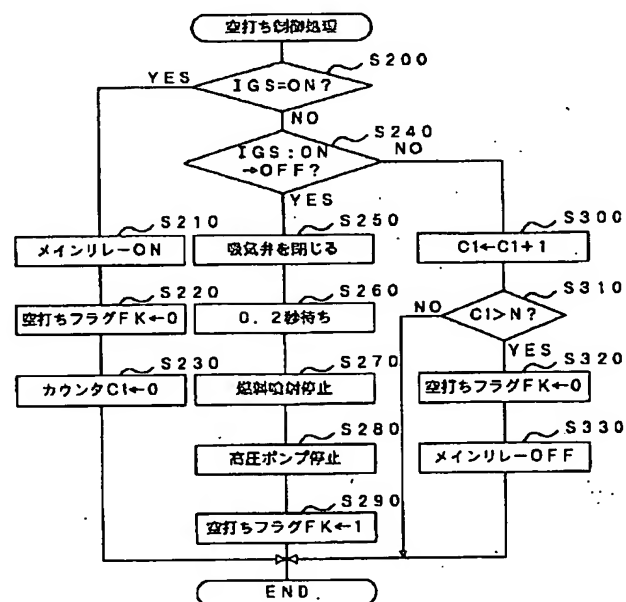 空打ち制御処理
S200
YES
IGS=ON?
NO
S240
IGS:ON
→OFF?
NO
YES
S210
メインリレーON
S250
吸気弁を閉じる
S300
C1←C1+1
S220
空打ちフラグFK←0
S260
0.2秒待ち
S310
NO
C1>N?
YES
S230
カウンタC1←0
S270
燃料噴射停止
S320
空打ちフラグFK←0
S280
高圧ポンプ停止
S330
メインリレーOFF
S290
空打ちフラグFK←1
END